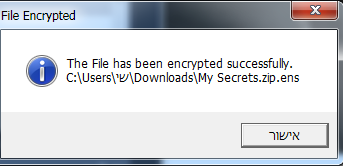 File Encrypted
The File has been encrypted successfully.
C:\Users\שי\Downloads\My Secrets.zip.ens
אישור